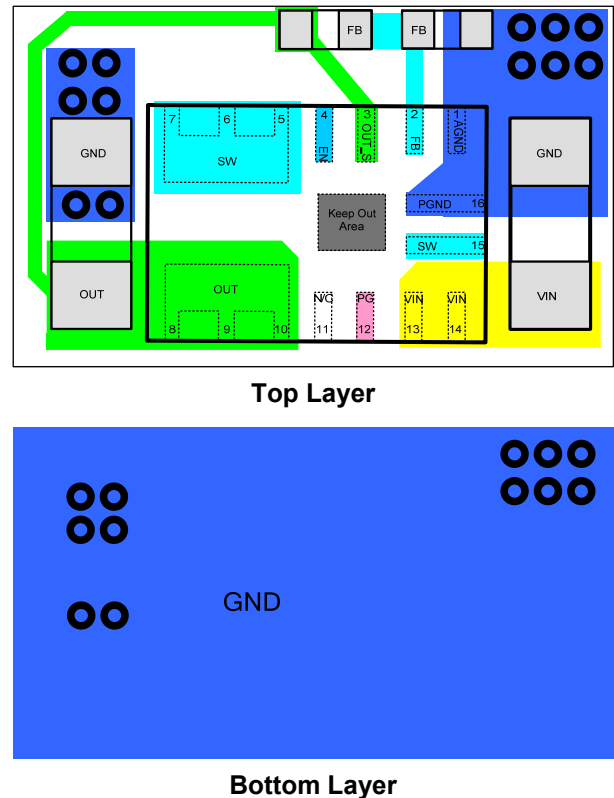 FB FB
GND
7 6 5
SW
4
EN
3
OUT_S
2
FB
1 AGND
GND
PGND 16
Keep Out
Area
SW 15
OUT
OUT
8 9 10
N/C
11
PG
12
VIN
13
VIN
14
VIN
Top Layer
GND
Bottom Layer